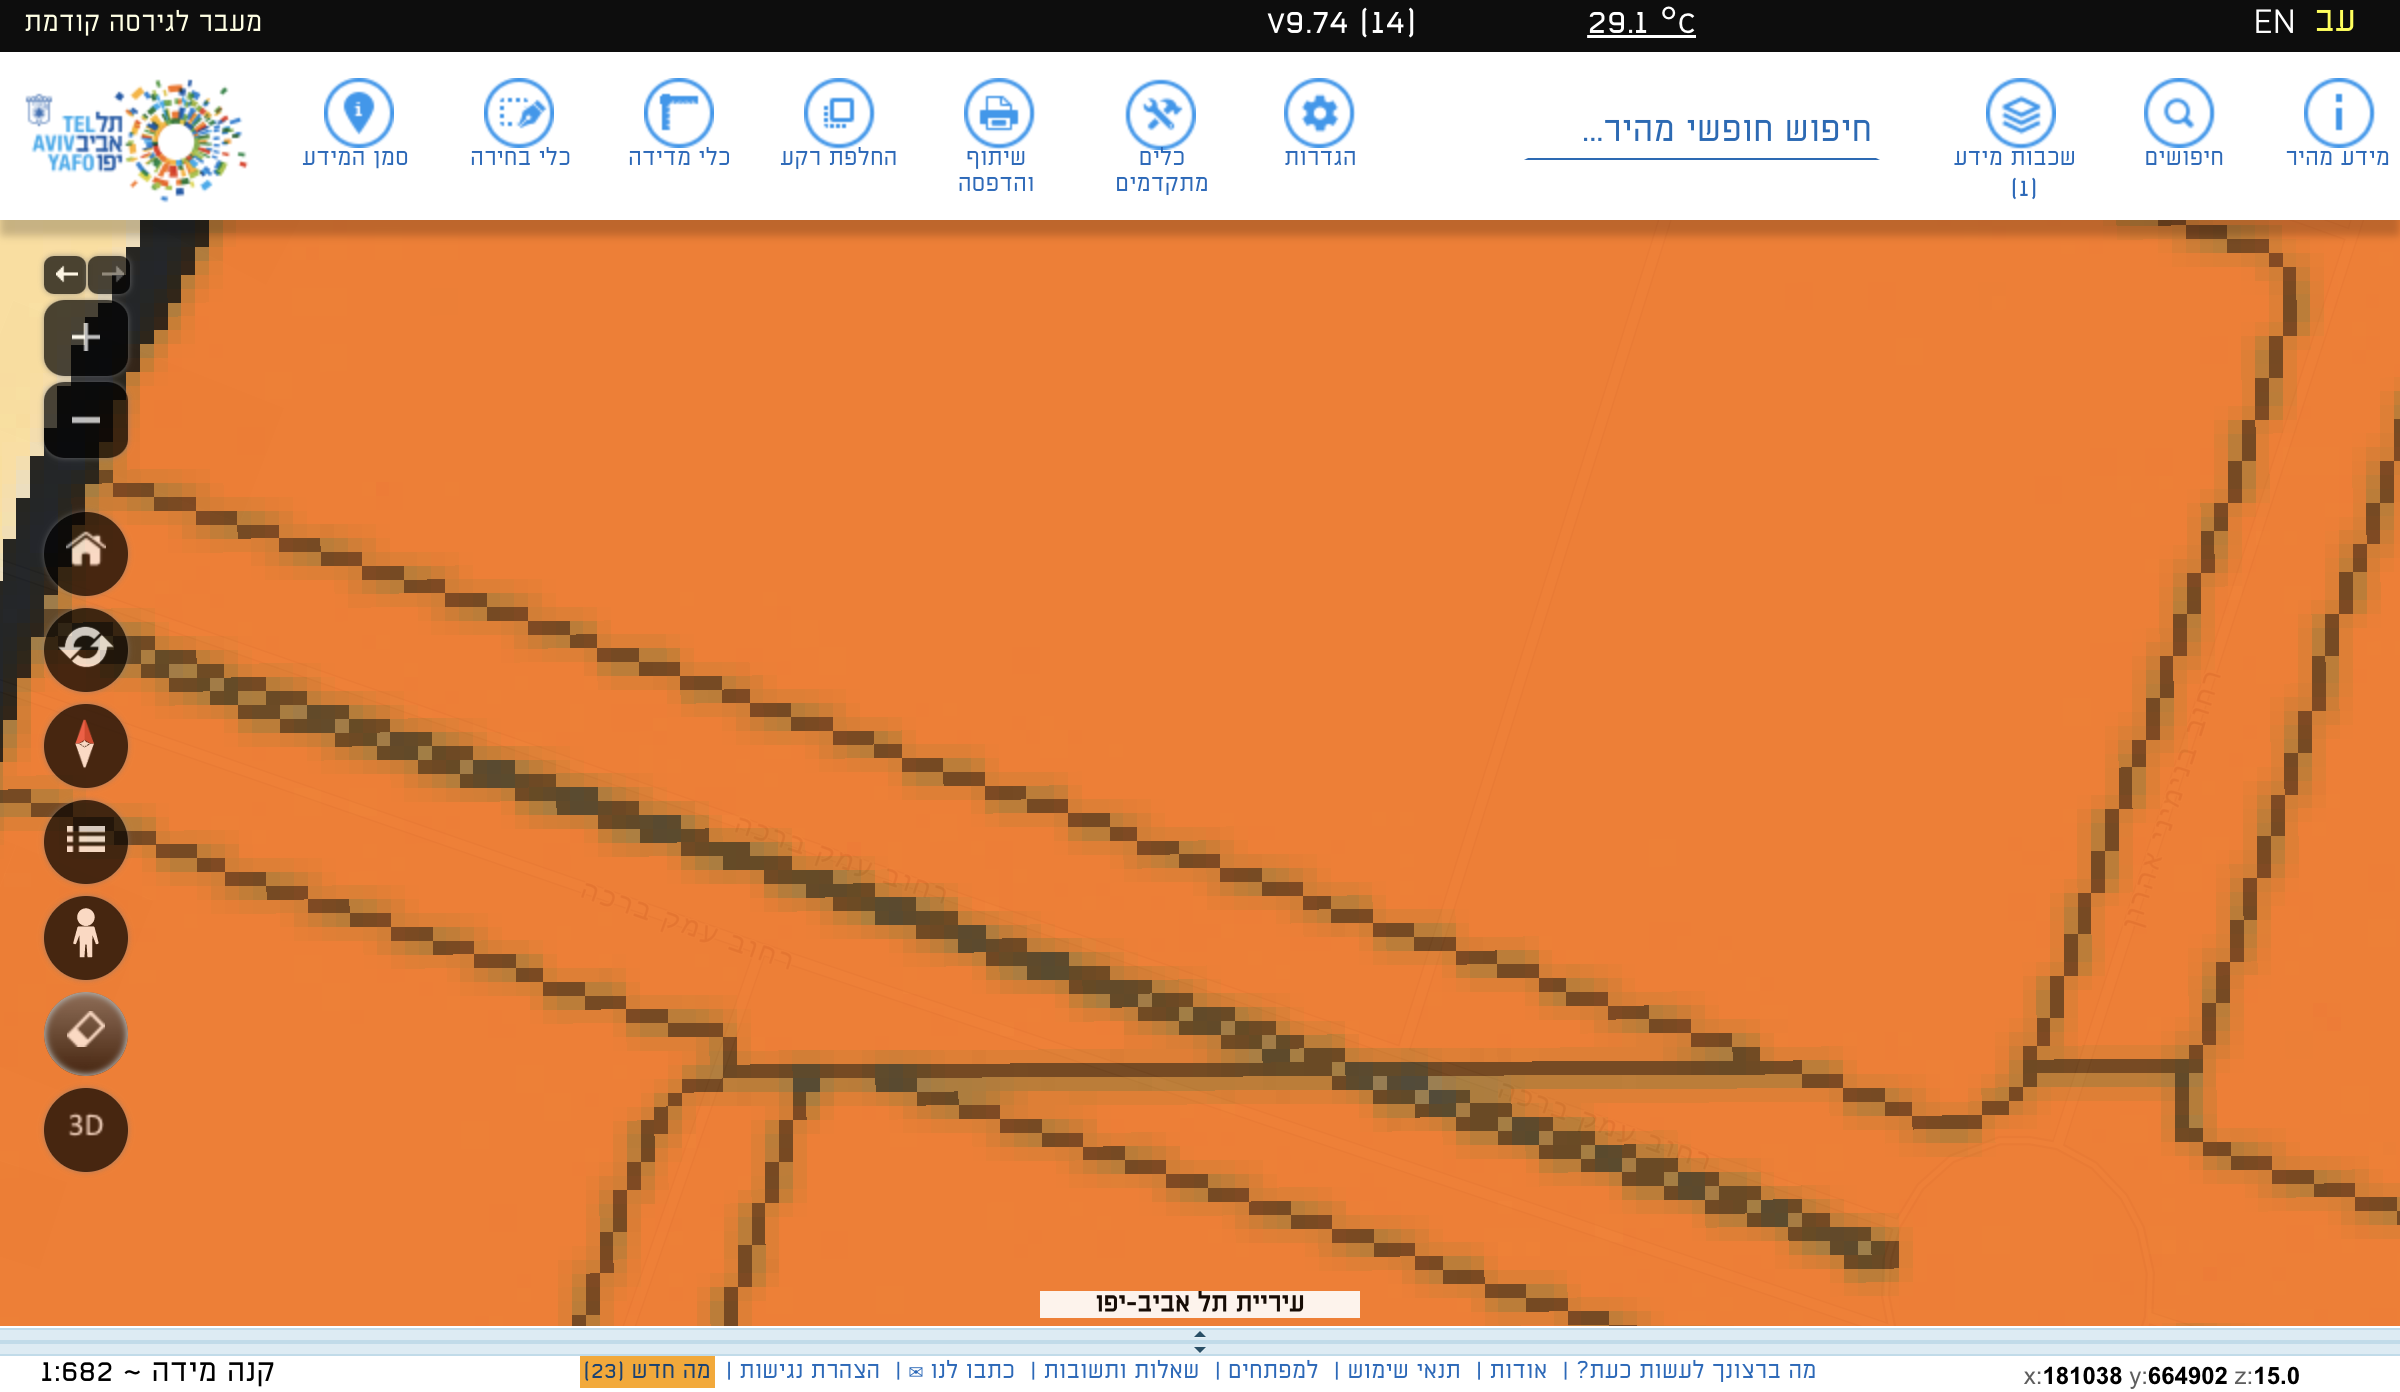 עב EN
29.1 °C
V9.74 (14)
מעבר לגירסה קודמת
מידע מהיר
חיפושים
שכבות מידע
(1)
חיפוש חופשי מהיר...
הגדרות
כלים
מתקדמים
שיתוף
והדפסה
החלפת רקע
כלי מדידה
כלי בחירה
סמן המידע
TEL תל
AVIV אביב
YAFO יפו
רחוב בנימיני אהרון
רחוב עמק ברכה
רחוב עמק ברכה
רחוב עמק ברכה
3D
עיריית תל אביב-יפו
x:181038 y:664902 z:15.0
מה ברצונך לעשות כעת? | אודות | תנאי שימוש | למפתחים | שאלות ותשובות | כתבו לנו ✉ | הצהרת נגישות | מה חדש (23)
קנה מידה ~ 1:682